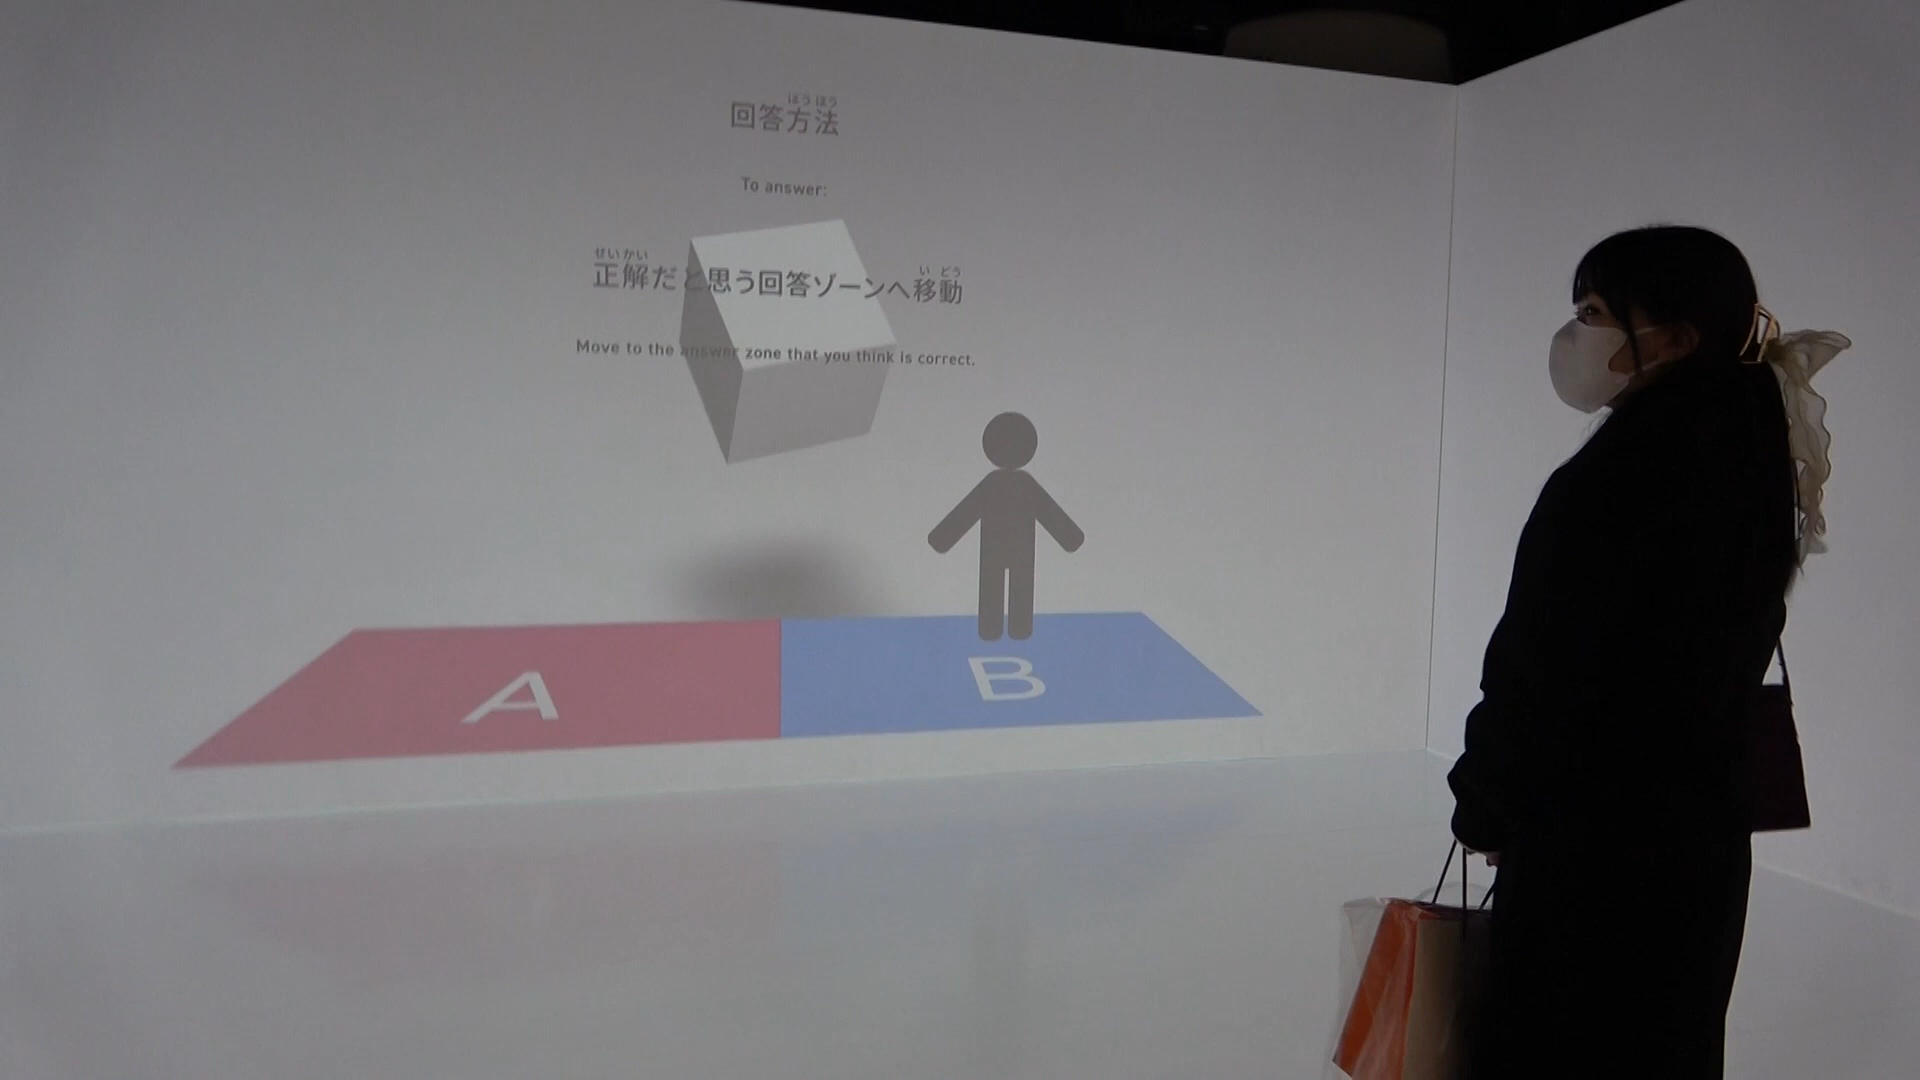 ほうほう
回答方法
To answer:
せいかい い どう
正解だと思う回答ゾーンへ移動
Move to the answer zone that you think is correct.
A B